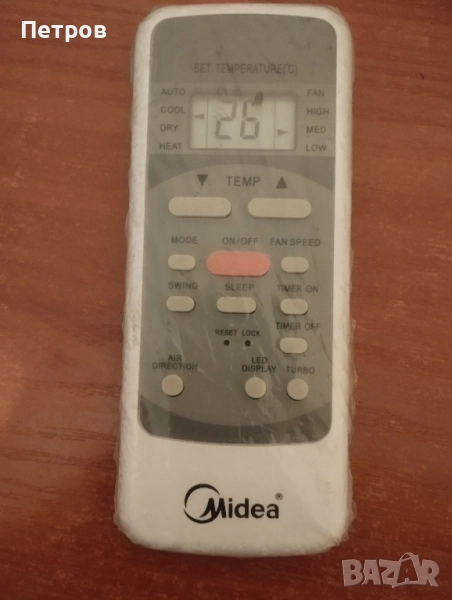 Петров
SET TEMPERATURE(°C)
AUTO FAN
COOL HIGH
DRY MED
HEAT LOW
26
▼ TEMP ▲
MODE ON/OFF FAN SPEED
SWING SLEEP TIMER ON
RESET LOCK TIMER OFF
AIR DIRECTION LED DISPLAY TURBO
Midea®
BAZAR